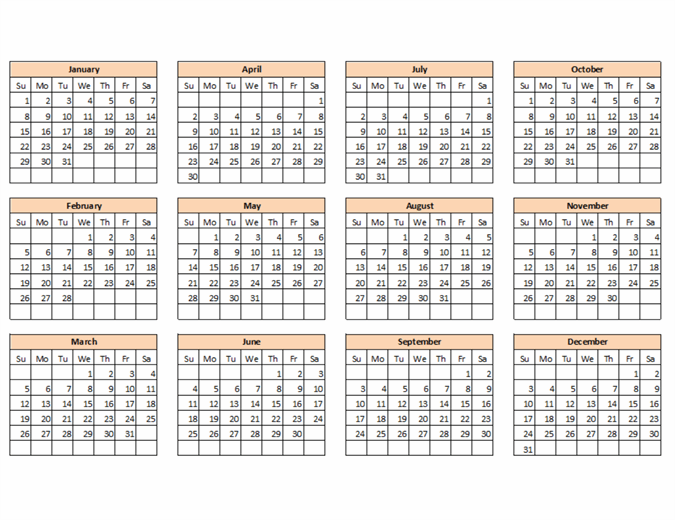 January
Su Mo Tu We Th Fr Sa
1 2 3 4 5 6 7
8 9 10 11 12 13 14
15 16 17 18 19 20 21
22 23 24 25 26 27 28
29 30 31
February
Su Mo Tu We Th Fr Sa
1 2 3 4
5 6 7 8 9 10 11
12 13 14 15 16 17 18
19 20 21 22 23 24 25
26 27 28
March
Su Mo Tu We Th Fr Sa
1 2 3 4
5 6 7 8 9 10 11
12 13 14 15 16 17 18
19 20 21 22 23 24 25
26 27 28 29 30 31
April
Su Mo Tu We Th Fr Sa
1
2 3 4 5 6 7 8
9 10 11 12 13 14 15
16 17 18 19 20 21 22
23 24 25 26 27 28 29
30
May
Su Mo Tu We Th Fr Sa
1 2 3 4 5 6
7 8 9 10 11 12 13
14 15 16 17 18 19 20
21 22 23 24 25 26 27
28 29 30 31
June
Su Mo Tu We Th Fr Sa
1 2 3
4 5 6 7 8 9 10
11 12 13 14 15 16 17
18 19 20 21 22 23 24
25 26 27 28 29 30
July
Su Mo Tu We Th Fr Sa
1
2 3 4 5 6 7 8
9 10 11 12 13 14 15
16 17 18 19 20 21 22
23 24 25 26 27 28 29
30 31
August
Su Mo Tu We Th Fr Sa
1 2 3 4 5
6 7 8 9 10 11 12
13 14 15 16 17 18 19
20 21 22 23 24 25 26
27 28 29 30 31
September
Su Mo Tu We Th Fr Sa
1 2
3 4 5 6 7 8 9
10 11 12 13 14 15 16
17 18 19 20 21 22 23
24 25 26 27 28 29 30
October
Su Mo Tu We Th Fr Sa
1 2 3 4 5 6 7
8 9 10 11 12 13 14
15 16 17 18 19 20 21
22 23 24 25 26 27 28
29 30 31
November
Su Mo Tu We Th Fr Sa
1 2 3 4
5 6 7 8 9 10 11
12 13 14 15 16 17 18
19 20 21 22 23 24 25
26 27 28 29 30
December
Su Mo Tu We Th Fr Sa
1 2
3 4 5 6 7 8 9
10 11 12 13 14 15 16
17 18 19 20 21 22 23
24 25 26 27 28 29 30
31